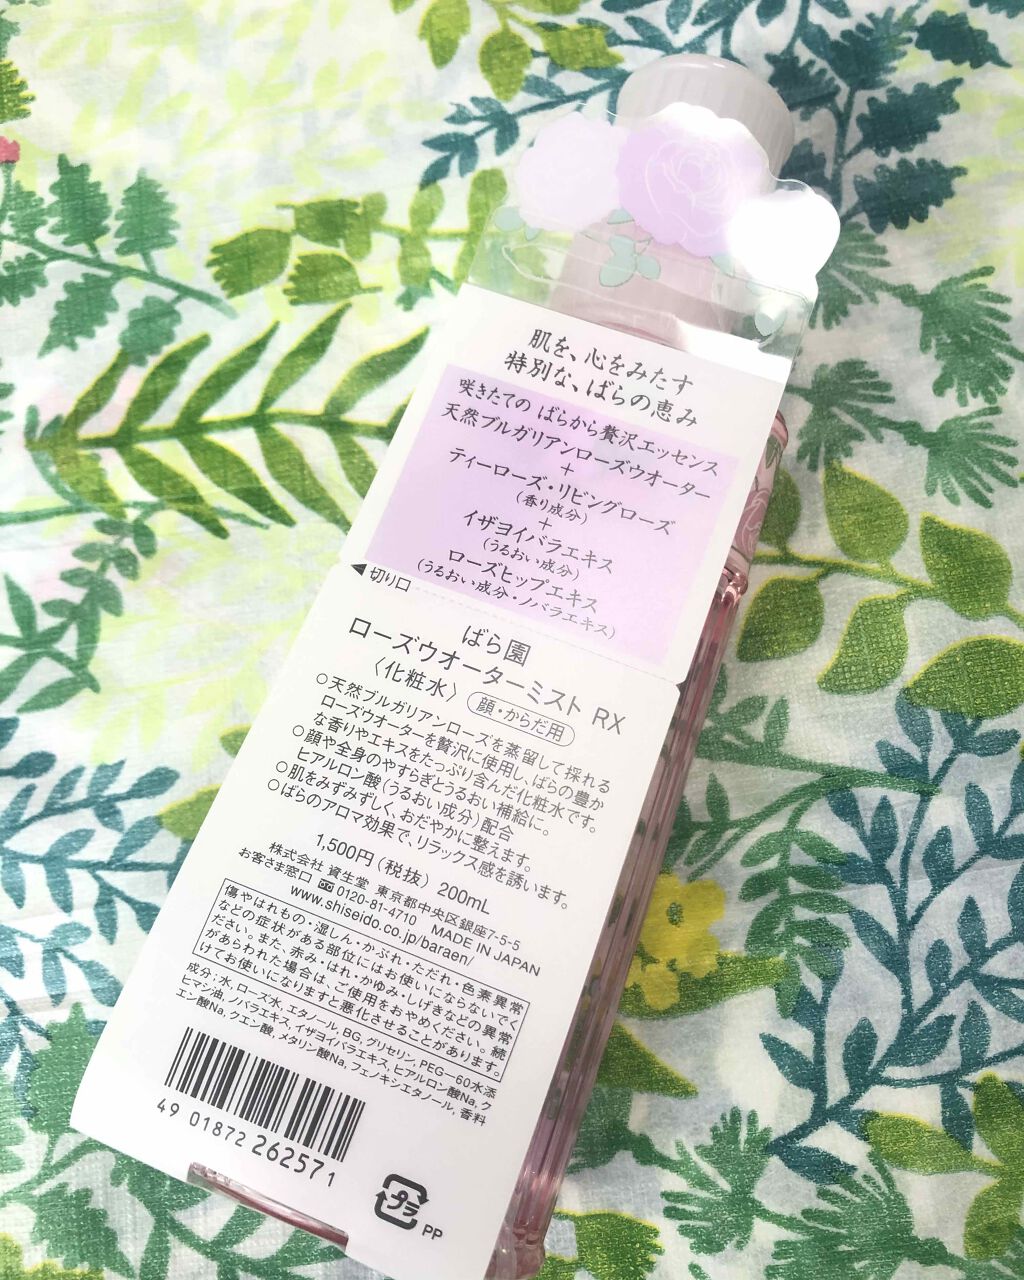 肌を、心をみたす
特別な、ばらの恵み
咲きたての ばらから贅沢エッセンス
天然ブルガリアンローズウオーター
+
ティーローズ・リビングローズ
(香り成分)
+
イザヨイバラエキス
(うるおい成分)
ローズヒップエキス
(うるおい成分・ノバラエキス)
◀切り口
ばら園
ローズウオーターミスト RX
〈化粧水〉 顔・からだ用
○天然ブルガリアンローズを蒸留して採れる
ローズウオーターを贅沢に使用し、ばらの豊か
な香りやエキスをたっぷり含んだ化粧水です。
○顔や全身のやすらぎとうるおい補給に。
ヒアルロン酸(うるおい成分)配合
○肌をみずみずしく、おだやかに整えます。
○ばらのアロマ効果で、リラックス感を誘います。
1,500円(税抜) 200mL
株式会社 資生堂 東京都中央区銀座7-5-5
お客さま窓口 0120-81-4710 MADE IN JAPAN
www.shiseido.co.jp/baraen/
傷やはれもの・湿しん・かぶれ・ただれ・色素異常
などの症状がある部位にはお使いにならないでく
ださい。また、赤み・はれ・かゆみ・しげきなどの異常
があらわれた場合は、ご使用をおやめください。続
けてお使いになりますと悪化させることがあります。
成分:水, ローズ水, エタノール, BG, グリセリン, PEG-60水添
ヒマシ油, ノバラエキス, イザヨイバラエキス, ヒアルロン酸Na, ク
エン酸Na, クエン酸, メタリン酸Na, フェノキシエタノール, 香料
49 01872 262571
プラ
PP